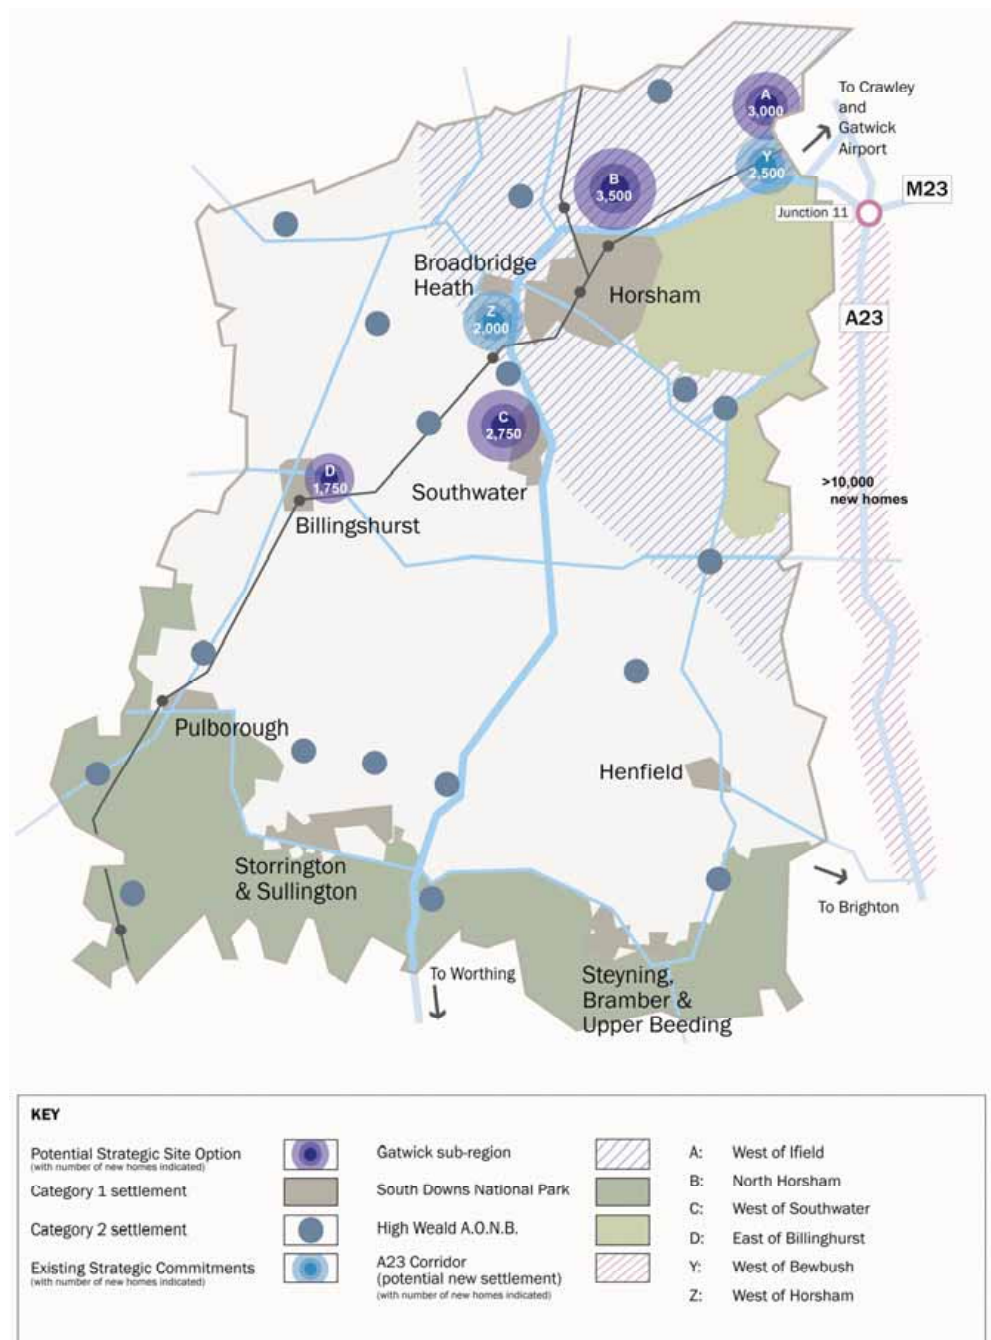 A
3,000
To Crawley
and
Gatwick
Airport
Y
2,500
B
3,500
M23
Junction 11
Broadbridge
Heath
Horsham
Z
2,000
A23
C
2,750
D
1,750
Southwater
>10,000
new homes
Billingshurst
Pulborough
Henfield
Storrington
& Sullington
To Brighton
To Worthing
Steyning,
Bramber &
Upper Beeding
KEY
Potential Strategic Site Option
(with number of new homes indicated)
Category 1 settlement
Category 2 settlement
Existing Strategic Commitments
(with number of new homes indicated)
Gatwick sub-region
South Downs National Park
High Weald A.O.N.B.
A23 Corridor
(potential new settlement)
(with number of new homes indicated)
A: West of Ifield
B: North Horsham
C: West of Southwater
D: East of Billinghurst
Y: West of Bewbush
Z: West of Horsham